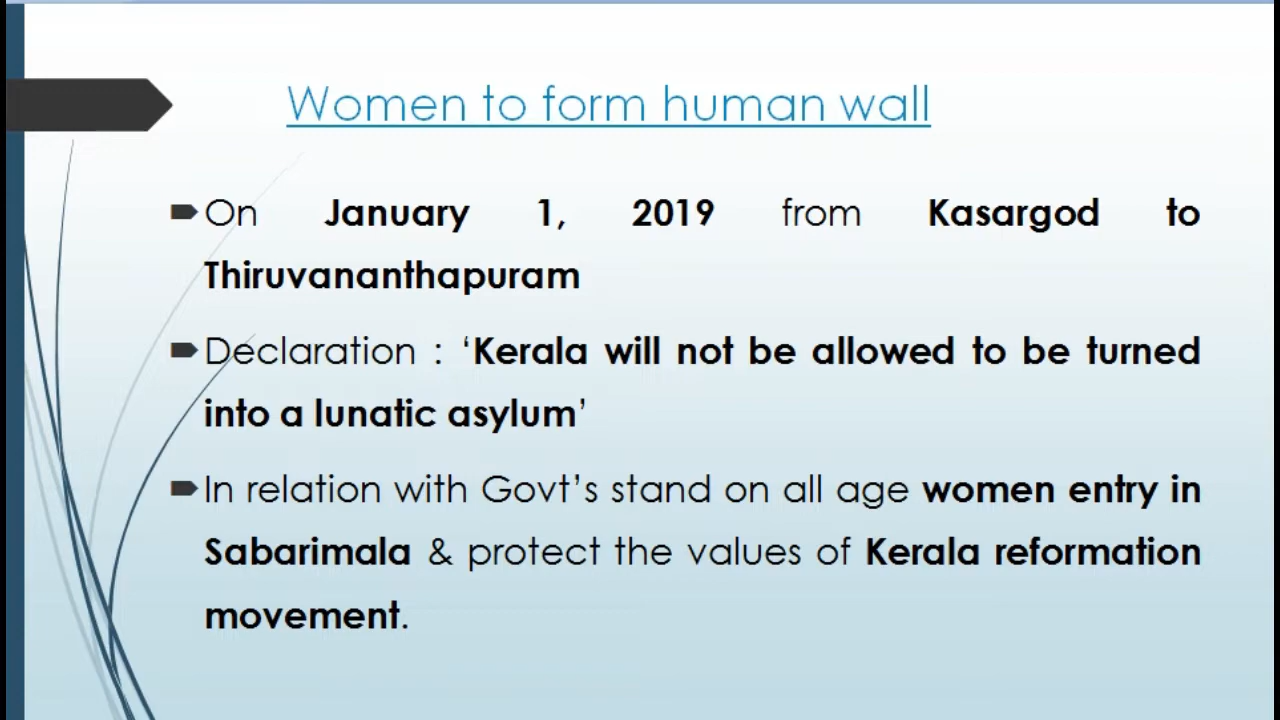 Women to form human wall
On January 1, 2019 from Kasargod to
Thiruvananthapuram
Declaration : ‘Kerala will not be allowed to be turned
into a lunatic asylum’
In relation with Govt’s stand on all age women entry in
Sabarimala & protect the values of Kerala reformation
movement.